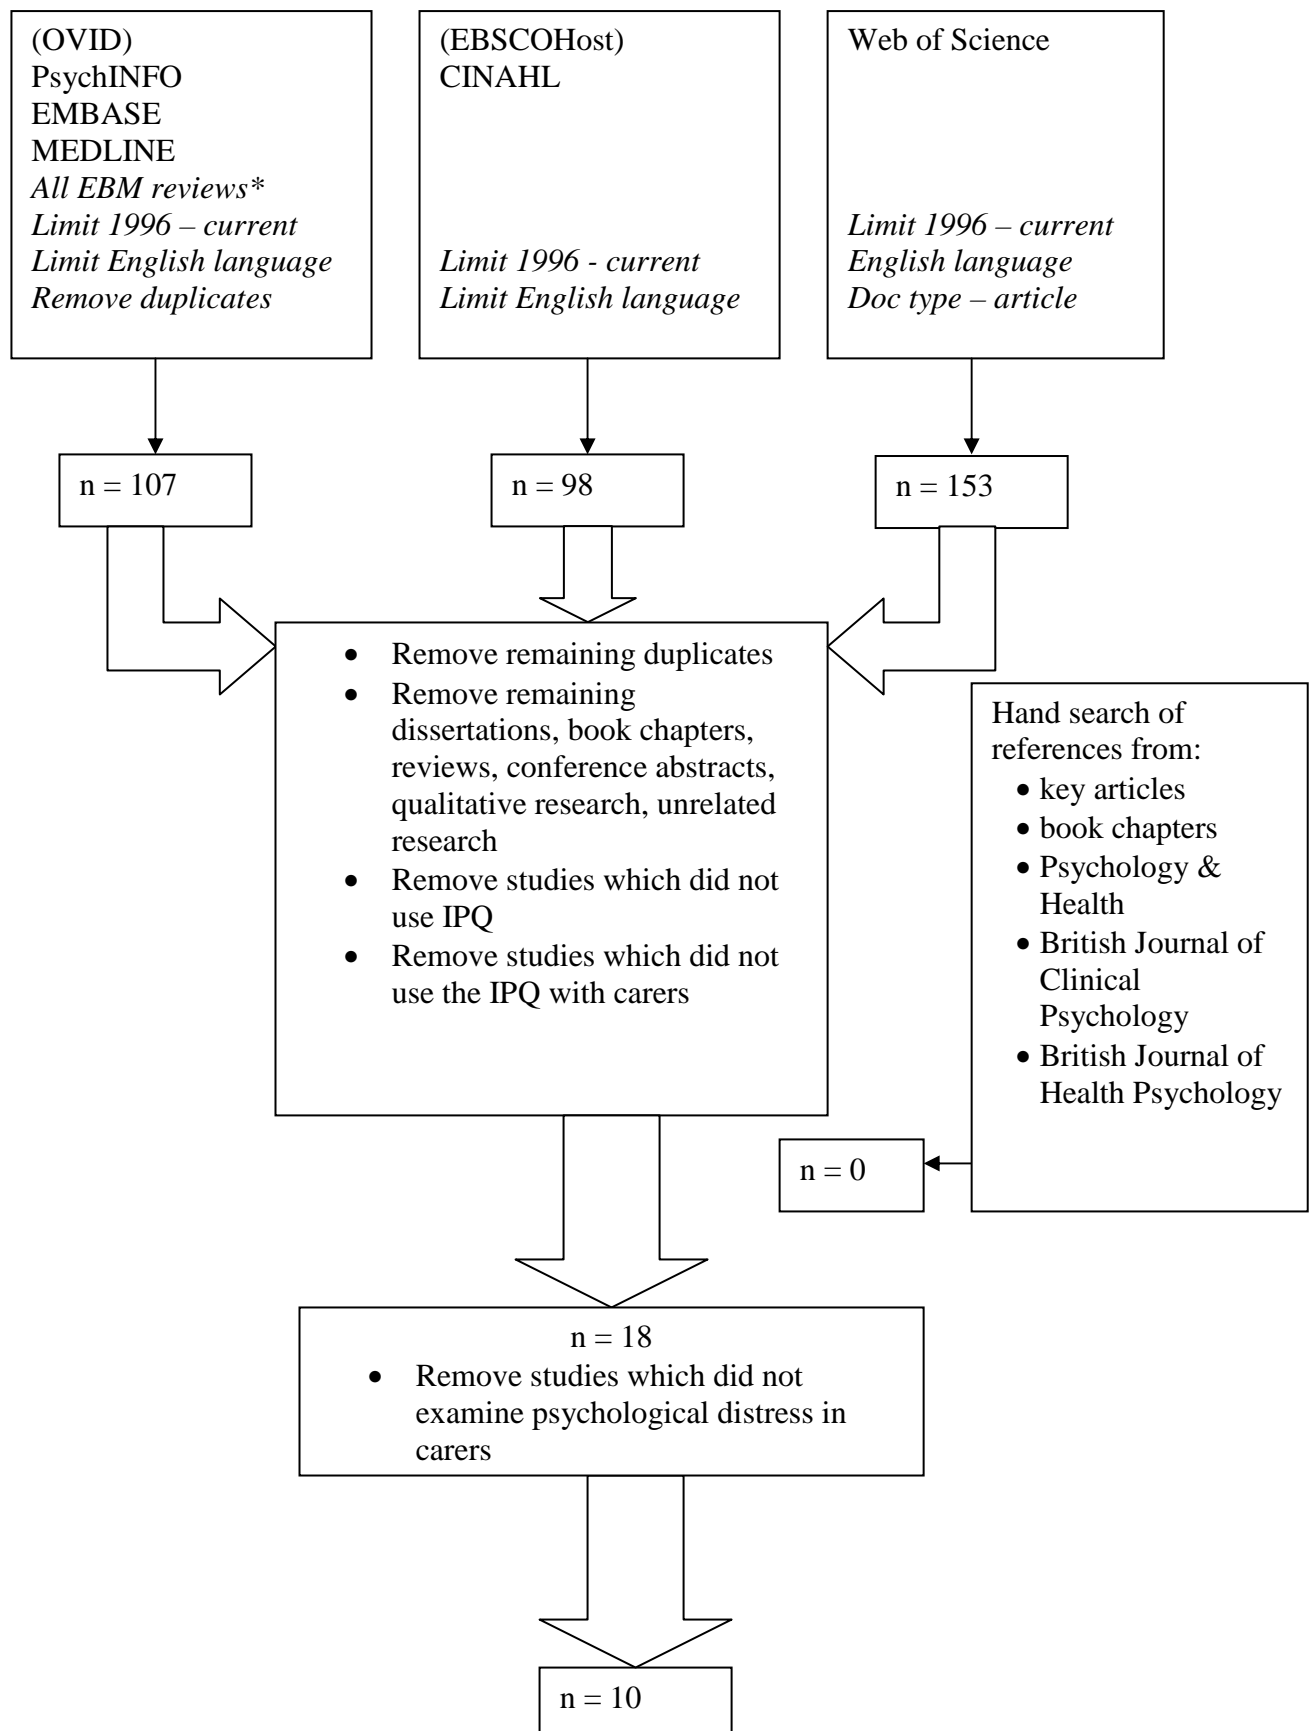 (OVID)
PsychINFO
EMBASE
MEDLINE
All EBM reviews*
Limit 1996 – current
Limit English language
Remove duplicates
(EBSCOHost)
CINAHL
Limit 1996 - current
Limit English language
Web of Science
Limit 1996 – current
English language
Doc type – article
n = 107
n = 98
n = 153
• Remove remaining duplicates
• Remove remaining
dissertations, book chapters,
reviews, conference abstracts,
qualitative research, unrelated
research
• Remove studies which did not
use IPQ
• Remove studies which did not
use the IPQ with carers
Hand search of
references from:
• key articles
• book chapters
• Psychology &
Health
• British Journal of
Clinical
Psychology
• British Journal of
Health Psychology
n = 0
n = 18
• Remove studies which did not
examine psychological distress in
carers
n = 10